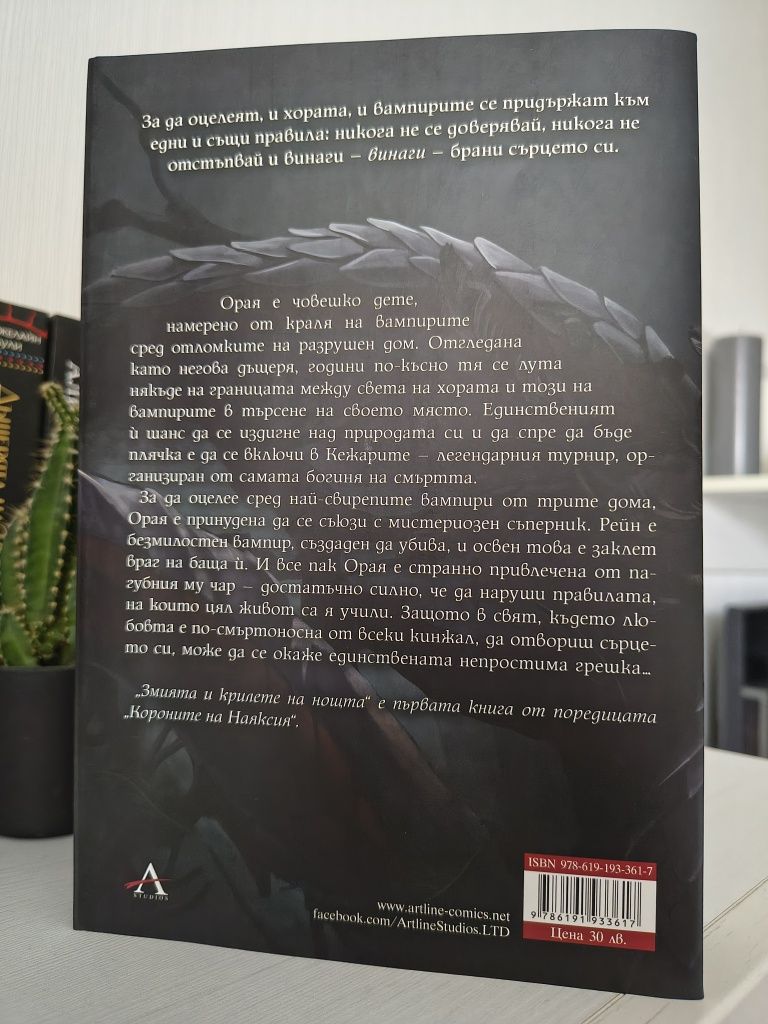 За да оцелеят, и хората, и вампирите се придържат към
едни и същи правила: никога не се доверявай, никога не
отстъпвай и винаги – винаги – брани сърцето си.
Орая е човешко дете,
намерено от краля на вампирите
сред отломките на разрушен дом. Отгледана
като негова дъщеря, години по-късно тя се лута
някъде на границата между света на хората и този на
вампирите в търсене на своето място. Единственият
ѝ шанс да се издигне над природата си и да спре да бъде
плячка е да се включи в Кежарите – легендарния турнир, ор-
ганизиран от самата богиня на смъртта.
За да оцелее сред най-свирепите вампири от трите дома,
Орая е принудена да се съюзи с мистериозен съперник. Рейн е
безмилостен вампир, създаден да убива, и освен това е заклет
враг на баща ѝ. И все пак Орая е странно привлечена от па-
губния му чар – достатъчно силно, че да наруши правилата,
на които цял живот са я учили. Защото в свят, където лю-
бовта е по-смъртоносна от всеки кинжал, да отвориш сърце-
то си, може да се окаже единствената непростима грешка...
„Змията и крилете на нощта“ е първата книга от поредицата
„Короните на Наяксия“.
A
STUDIOS
www.artline-comics.net
facebook.com/ArtlineStudios.LTD
ISBN 978-619-193-361-7
9 786191 933617
Цена 30 лв.